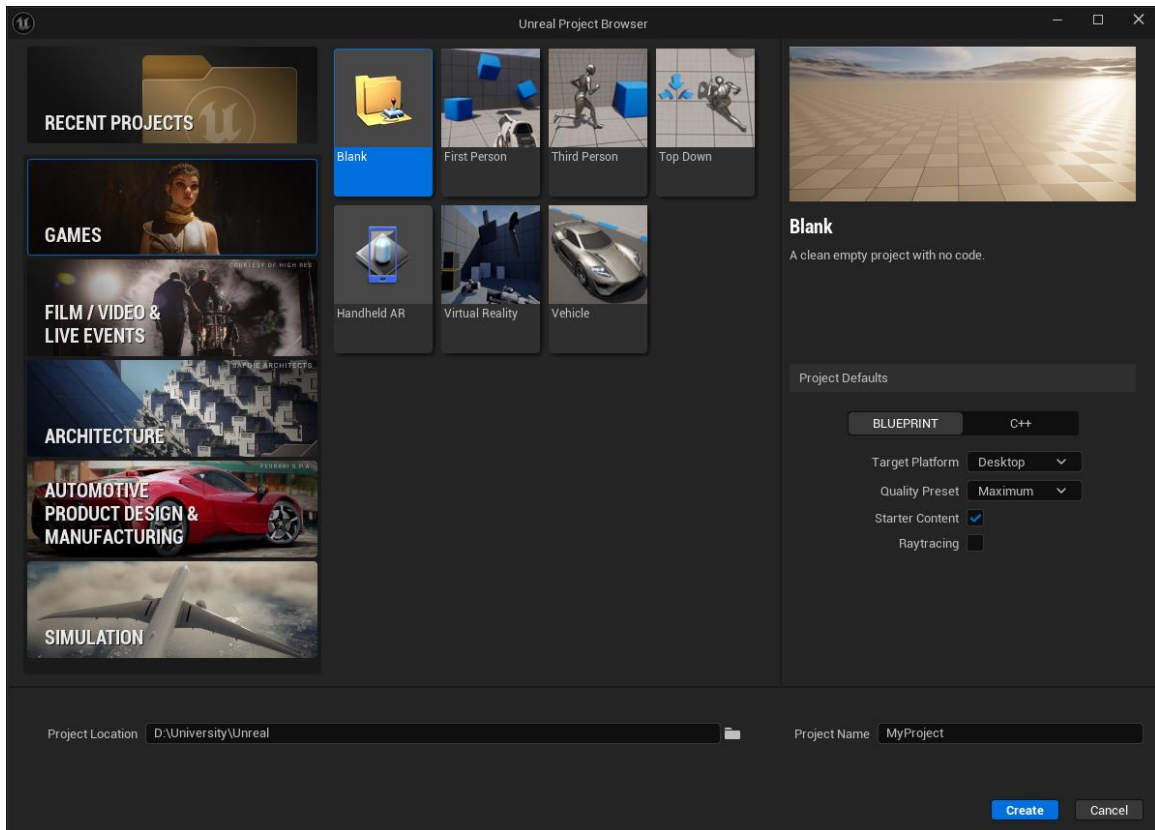 Unreal Project Browser
RECENT PROJECTS
GAMES
COURTESY OF HIGH RES
FILM / VIDEO &
LIVE EVENTS
SAFDIE ARCHITECTS
ARCHITECTURE
FERRARI S.P.A.
AUTOMOTIVE
PRODUCT DESIGN &
MANUFACTURING
SIMULATION
Blank
First Person
Third Person
Top Down
Handheld AR
Virtual Reality
Vehicle
Blank
A clean empty project with no code.
Project Defaults
BLUEPRINT C++
Target Platform Desktop
Quality Preset Maximum
Starter Content
Raytracing
Project Location D:\University\Unreal
Project Name MyProject
Create Cancel